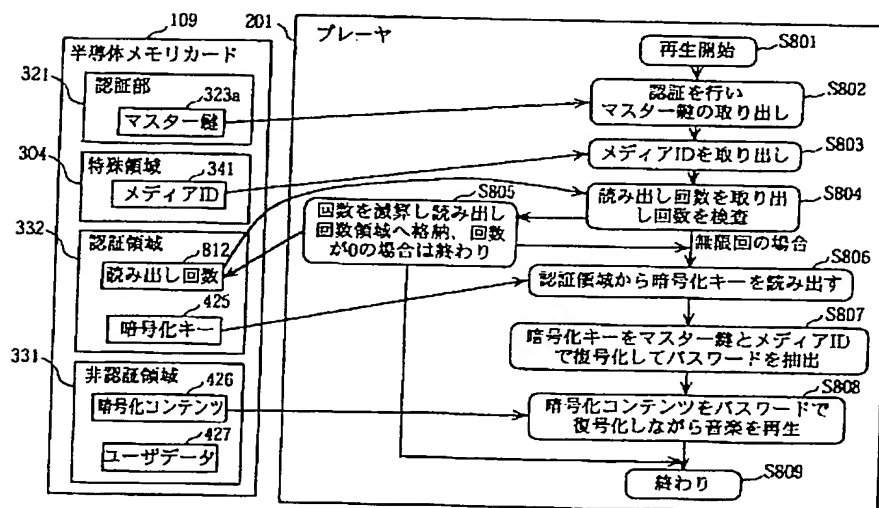 109
半導体メモリカード
321
認証部
323a
マスター鍵
304
特殊領域
341
メディアID
332
認証領域
812
読み出し回数
425
暗号化キー
331
非認証領域
426
暗号化コンテンツ
427
ユーザデータ
201
プレーヤ
再生開始
S801
認証を行い
マスター鍵の取り出し
S802
メディアIDを取り出し
S803
読み出し回数を取り出
し回数を検査
S804
S805
回数を減算し読み出し
回数領域へ格納、回数
が0の場合は終わり
無限回の場合
S806
認証領域から暗号化キーを読み出す
S807
暗号化キーをマスター鍵とメディアID
で復号化してパスワードを抽出
S808
暗号化コンテンツをパスワードで
復号化しながら音楽を再生
S809
終わり